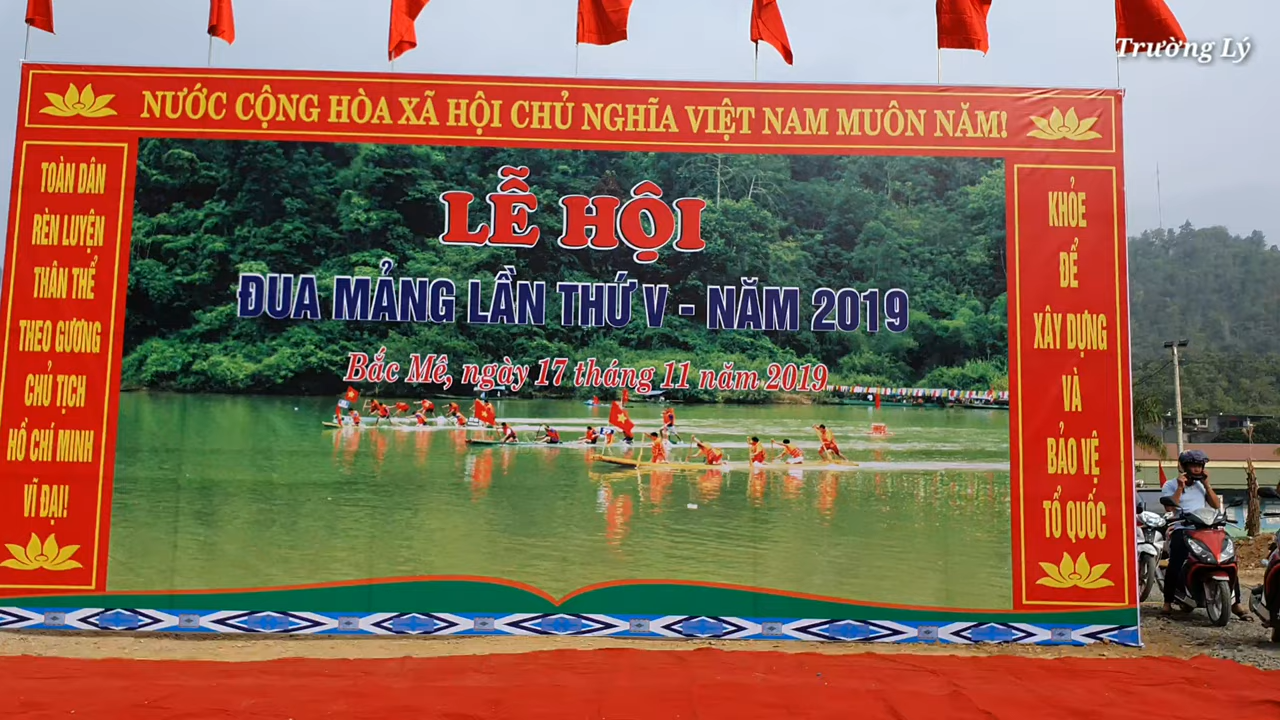 Trường Lý
NƯỚC CỘNG HÒA XÃ HỘI CHỦ NGHĨA VIỆT NAM MUÔN NĂM!
TOÀN DÂN
RÈN LUYỆN
THÂN THỂ
THEO GƯƠNG
CHỦ TỊCH
HỒ CHÍ MINH
VĨ ĐẠI!
LỄ HỘI
ĐUA MẢNG LẦN THỨ V - NĂM 2019
Bắc Mê, ngày 17 tháng 11 năm 2019
KHỎE
ĐỂ
XÂY DỰNG
VÀ
BẢO VỆ
TỔ QUỐC